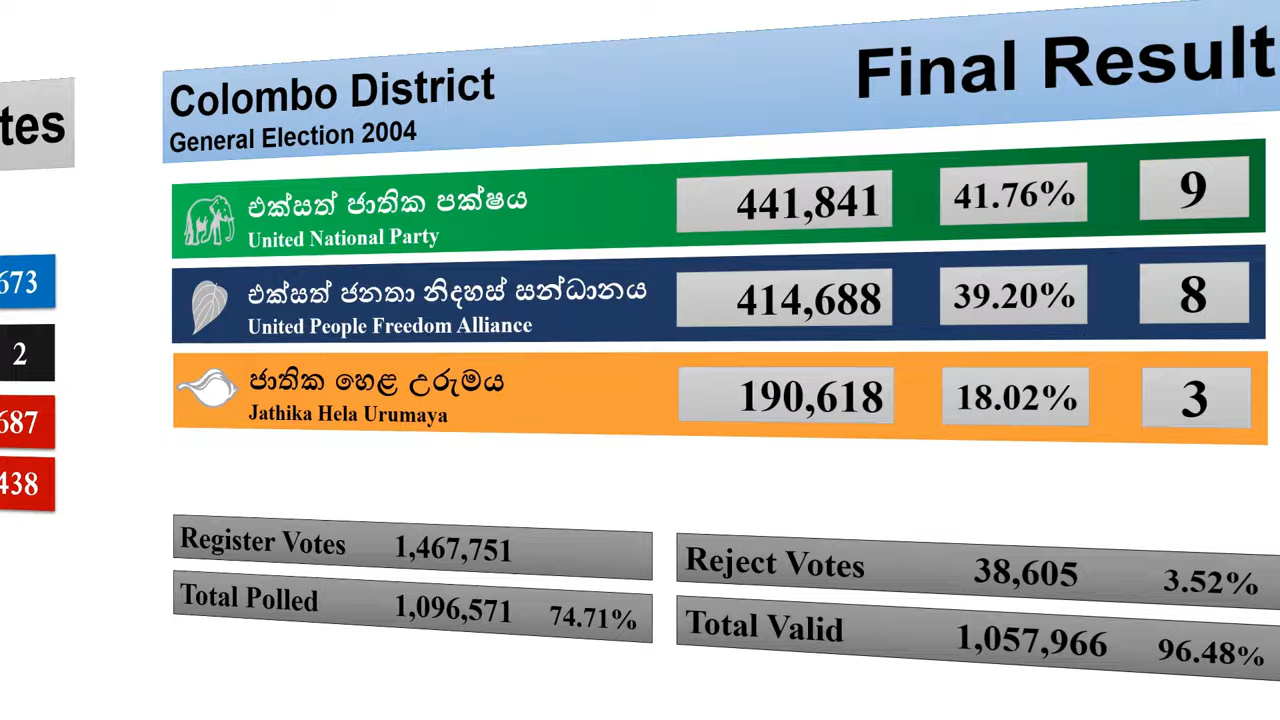 tes
673
2
687
438
Colombo District
General Election 2004
Final Result
එක්සත් ජාතික පක්ෂය
United National Party
441,841 41.76% 9
එක්සත් ජනතා නිදහස් සන්ධානය
United People Freedom Alliance
414,688 39.20% 8
ජාතික හෙළ උරුමය
Jathika Hela Urumaya
190,618 18.02% 3
Register Votes 1,467,751
Total Polled 1,096,571 74.71%
Reject Votes 38,605 3.52%
Total Valid 1,057,966 96.48%